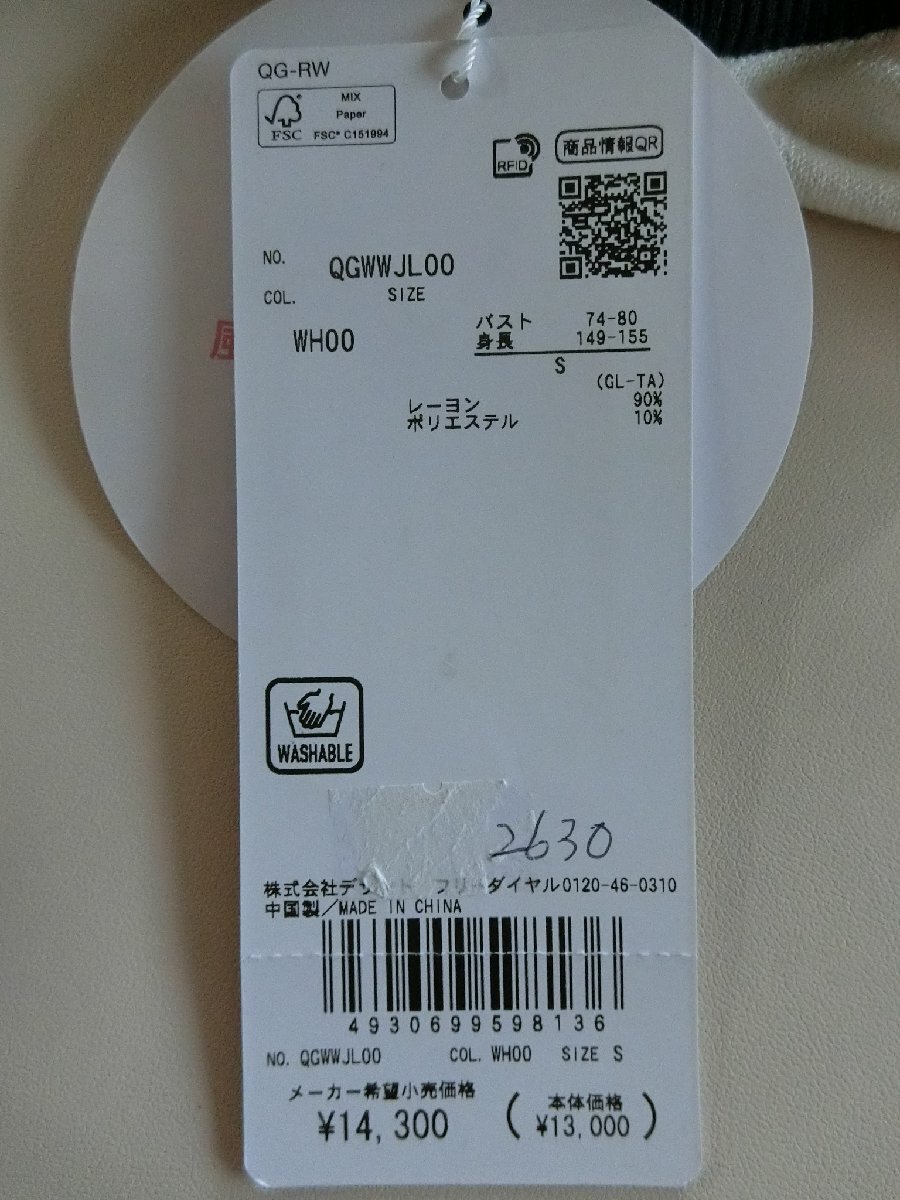 QG-RW
FSC
MIX
Paper
FSC® C151994
RFID
商品情報QR
NO. QGWWJL00
COL. SIZE
WH00
バスト 74-80
身長 149-155
S
(GL-TA)
レーヨン 90%
ポリエステル 10%
WASHABLE
2630
株式会社デサント フリーダイヤル0120-46-0310
中国製/MADE IN CHINA
4930699598136
NO. QGWWJL00 COL. WH00 SIZE S
メーカー希望小売価格
¥14,300
(本体価格 ¥13,000)